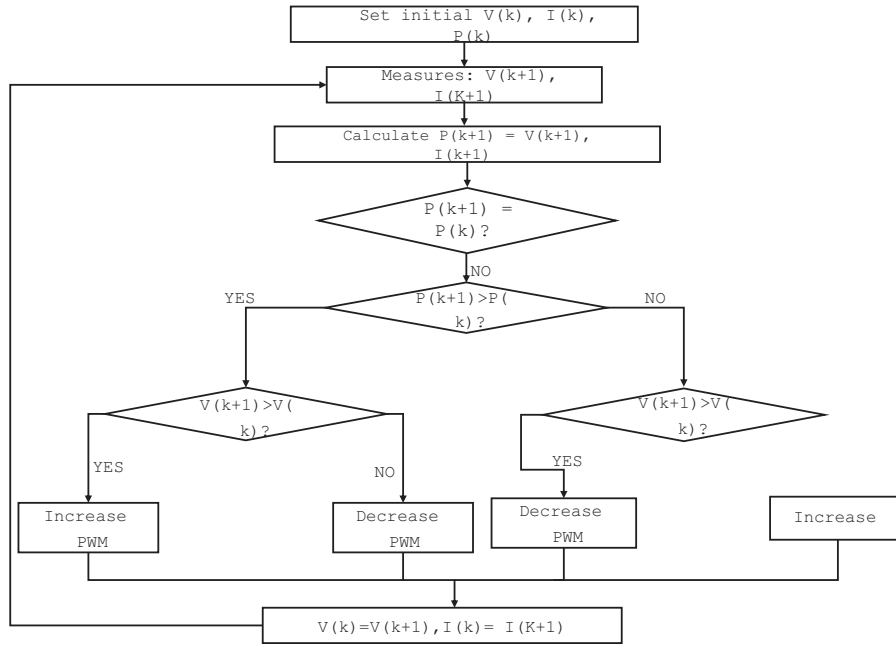 Set initial V(k), I(k),
P(k)
Measures: V(k+1),
I(K+1)
Calculate P(k+1) = V(k+1),
I(k+1)
P(k+1) =
P(k)?
NO
YES
P(k+1)>P(
k)?
NO
V(k+1)>V(
k)?
V(k+1)>V(
k)?
YES
NO
YES
Increase
PWM
Decrease
PWM
Decrease
PWM
Increase
V(k)=V(k+1),I(k)= I(K+1)